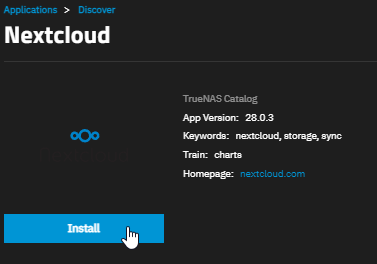 Applications > Discover
Nextcloud
TrueNAS Catalog
App Version: 28.0.3
Keywords: nextcloud, storage, sync
Train: charts
Homepage: nextcloud.com
Install